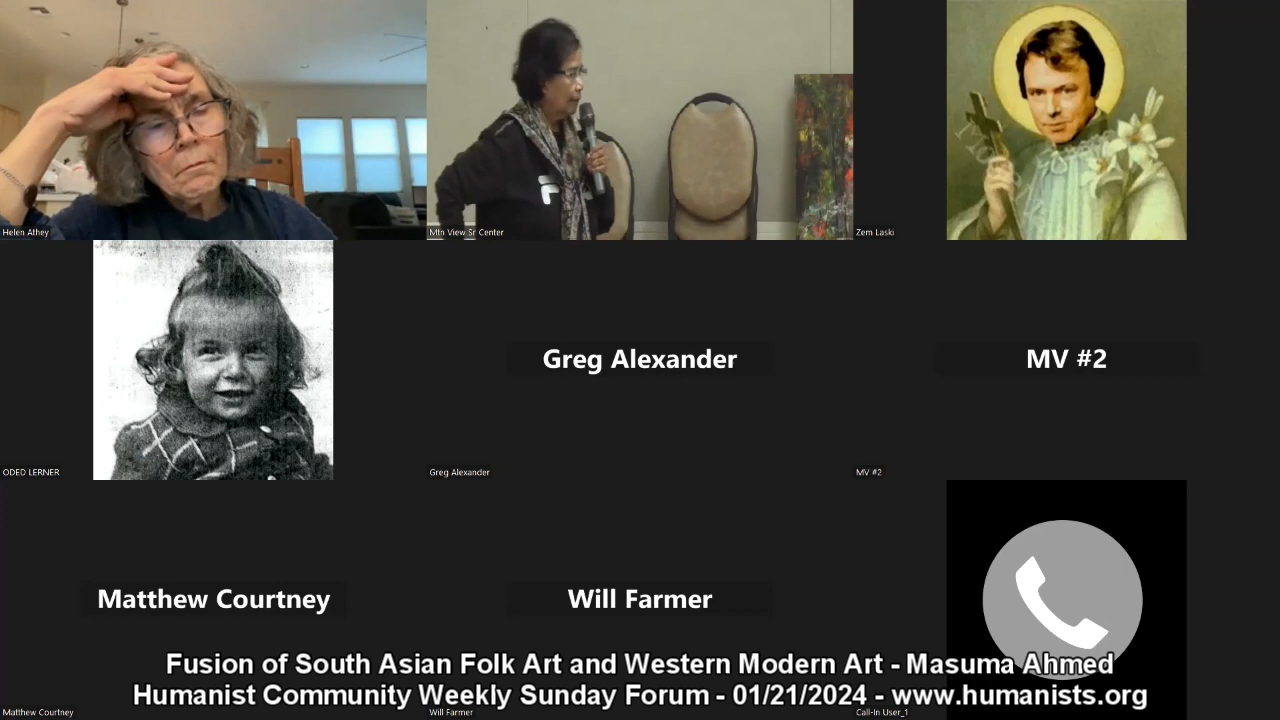 Helen Athey
Mtn View Sr Center
Zem Laski
ODED LERNER
Greg Alexander
Greg Alexander
MV #2
MV #2
Matthew Courtney
Matthew Courtney
Will Farmer
Will Farmer
Call-In User_1
Fusion of South Asian Folk Art and Western Modern Art - Masuma Ahmed
Humanist Community Weekly Sunday Forum - 01/21/2024 - www.humanists.org